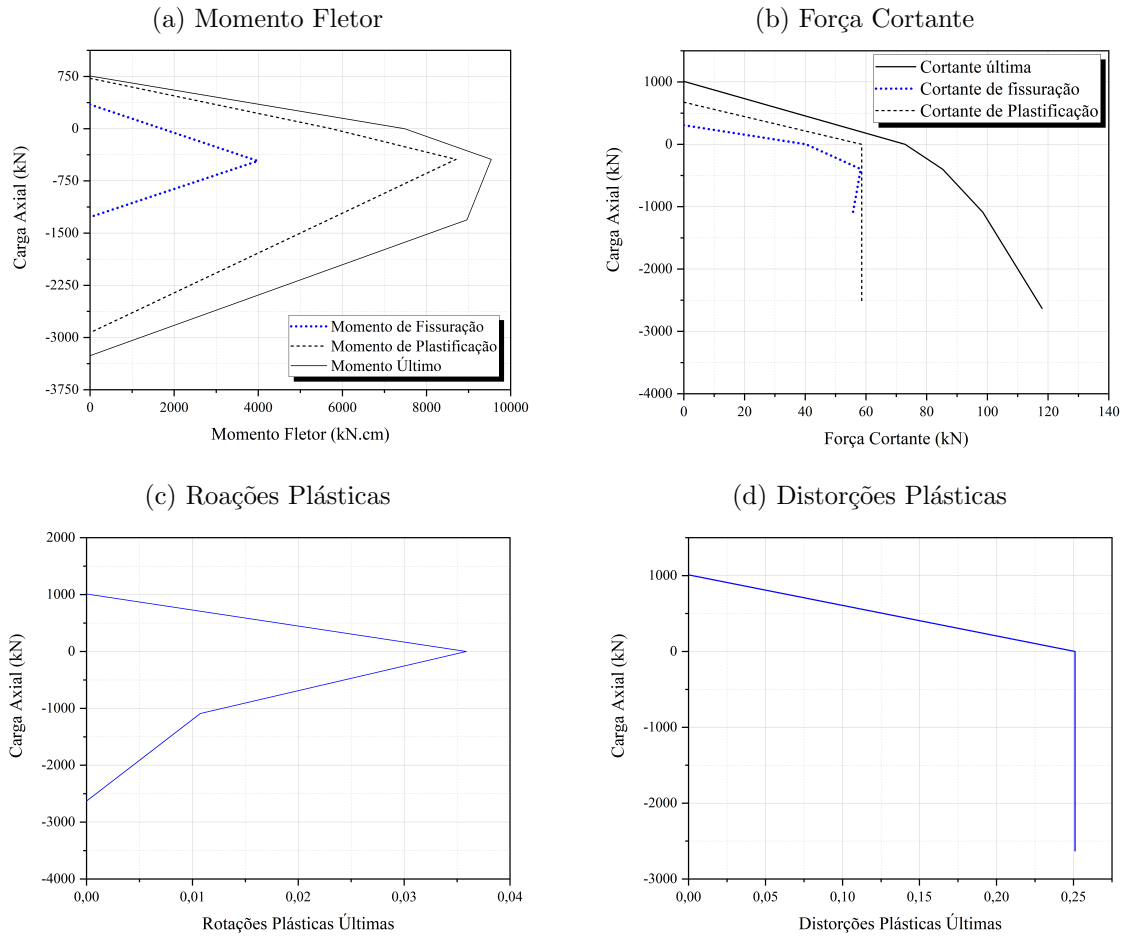 (a) Momento Fletor
750
0
-750
-1500
-2250
-3000
-3750
Carga Axial (kN)
Momento de Fissuração
Momento de Plastificação
Momento Último
0 2000 4000 6000 8000 10000
Momento Fletor (kN.cm)
(b) Força Cortante
1000
0
-1000
-2000
-3000
-4000
Carga Axial (kN)
Cortante última
Cortante de fissuração
Cortante de Plastificação
0 20 40 60 80 100 120 140
Força Cortante (kN)
(c) Roações Plásticas
2000
1000
0
-1000
-2000
-3000
-4000
Carga Axial (kN)
0,00 0,01 0,02 0,03 0,04
Rotações Plásticas Últimas
(d) Distorções Plásticas
1000
0
-1000
-2000
-3000
Carga Axial (kN)
0,00 0,05 0,10 0,15 0,20 0,25
Distorções Plásticas Últimas